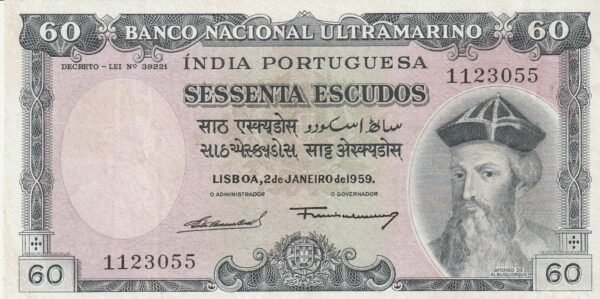 60 BANCO NACIONAL ULTRAMARINO 60
DECRETO - LEI Nº 39221
ÍNDIA PORTUGUESA
1123055
SESSENTA ESCUDOS
साठ एस्क्यूडोस
LISBOA, 2 de JANEIRO de 1959.
O ADMINISTRADOR O GOVERNADOR
1123055
AFONSO DE
ALBUQUERQUE
60 60